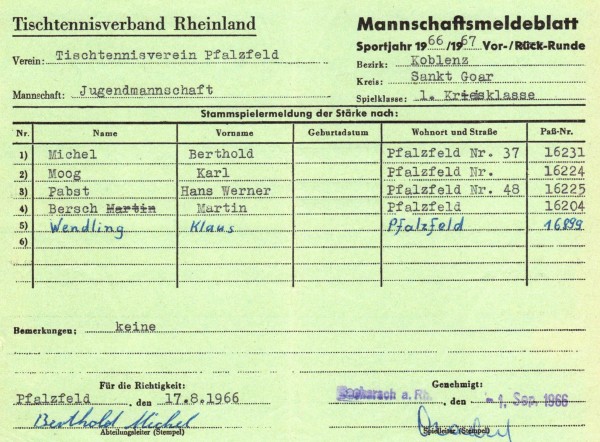 Tischtennisverband Rheinland
Mannschaftsmeldeblatt
Sportjahr 1966/1967 Vor-/Rück-Runde
Verein: Tischtennisverein Pfalzfeld
Bezirk: Koblenz
Kreis: Sankt Goar
Mannschaft: Jugendmannschaft
Spielklasse: 1. Kreisklasse
Stammspielermeldung der Stärke nach:
Nr. Name Vorname Geburtsdatum Wohnort und Straße Paß-Nr.
1) Michel Berthold Pfalzfeld Nr. 37 16231
2) Moog Karl Pfalzfeld Nr. 16224
3) Pabst Hans Werner Pfalzfeld Nr. 48 16225
4) Bersch Martin Martin Pfalzfeld 16204
5) Wendling Klaus Pfalzfeld 16899
6)
Bemerkungen: keine
Für die Richtigkeit: Genehmigt:
Pfalzfeld, den 17.8.1966
Bacharach a. Rh., den -1. Sep. 1966
Berthold Michel
Abteilungsleiter (Stempel) Spielleiter (Stempel)